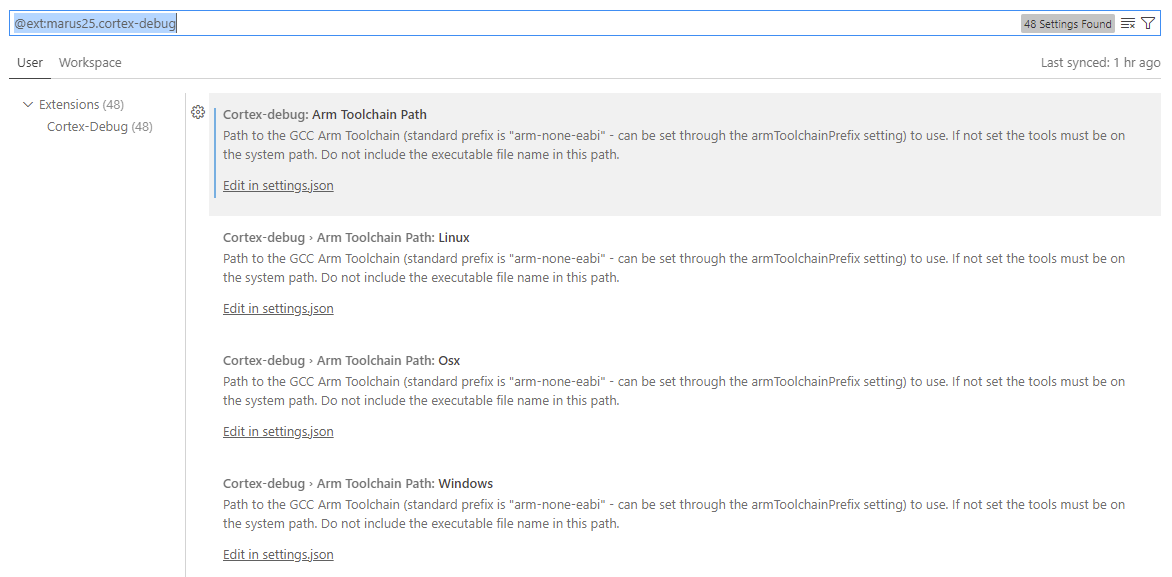 @ext:marus25.cortex-debug
48 Settings Found
User Workspace
Last synced: 1 hr ago
Extensions (48)
Cortex-Debug (48)
Cortex-debug: Arm Toolchain Path
Path to the GCC Arm Toolchain (standard prefix is "arm-none-eabi" - can be set through the armToolchainPrefix setting) to use. If not set the tools must be on
the system path. Do not include the executable file name in this path.
Edit in settings.json
Cortex-debug › Arm Toolchain Path: Linux
Path to the GCC Arm Toolchain (standard prefix is "arm-none-eabi" - can be set through the armToolchainPrefix setting) to use. If not set the tools must be on
the system path. Do not include the executable file name in this path.
Edit in settings.json
Cortex-debug › Arm Toolchain Path: Osx
Path to the GCC Arm Toolchain (standard prefix is "arm-none-eabi" - can be set through the armToolchainPrefix setting) to use. If not set the tools must be on
the system path. Do not include the executable file name in this path.
Edit in settings.json
Cortex-debug › Arm Toolchain Path: Windows
Path to the GCC Arm Toolchain (standard prefix is "arm-none-eabi" - can be set through the armToolchainPrefix setting) to use. If not set the tools must be on
the system path. Do not include the executable file name in this path.
Edit in settings.json